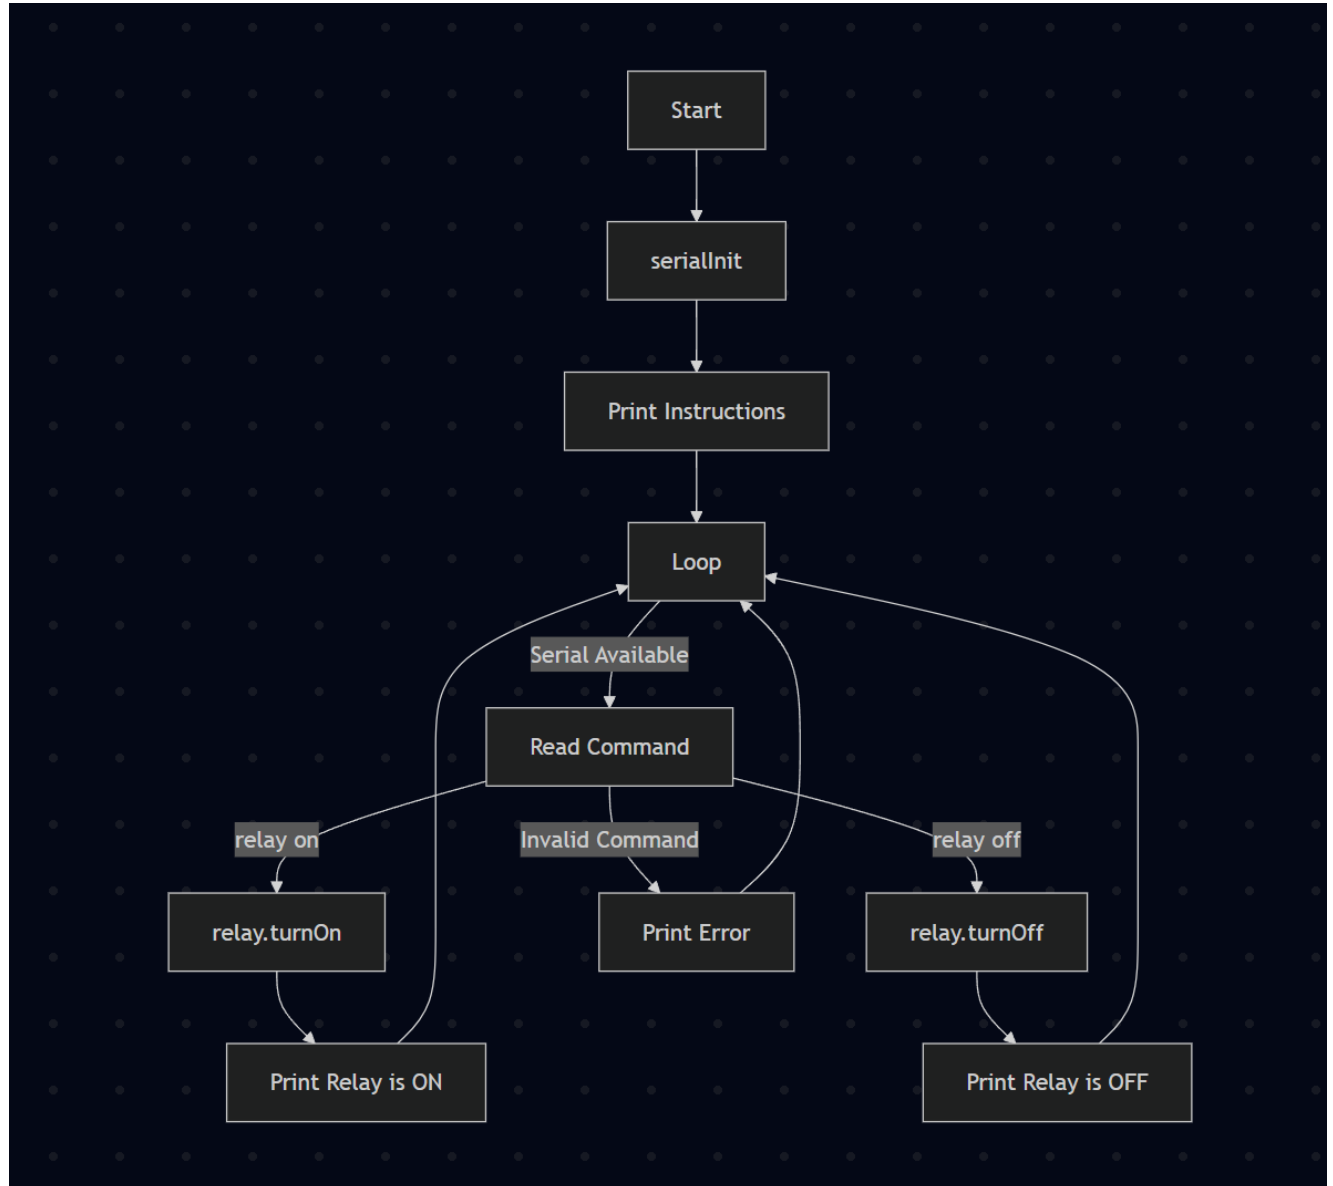 Start
serialInit
Print Instructions
Loop
Serial Available
Read Command
relay on
Invalid Command
relay off
relay.turnOn
Print Error
relay.turnOff
Print Relay is ON
Print Relay is OFF